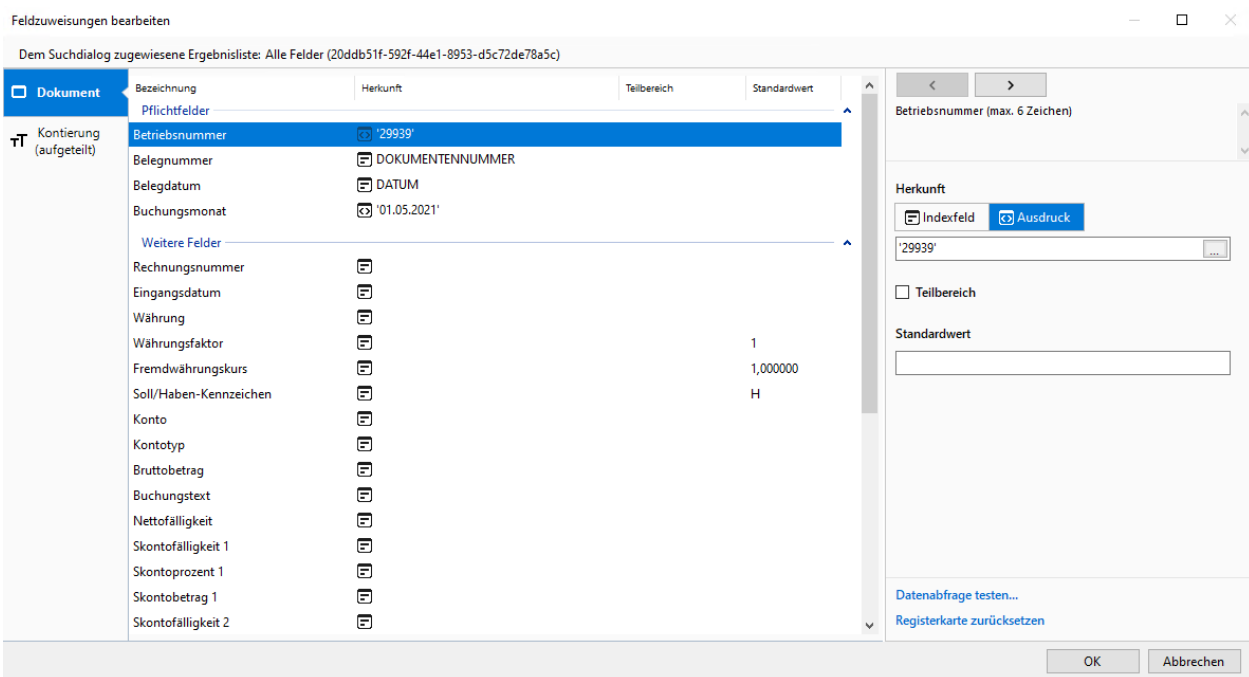 Feldzuweisungen bearbeiten
Dem Suchdialog zugewiesene Ergebnisliste: Alle Felder (20ddb51f-592f-44e1-8953-d5c72de78a5c)
Dokument
Kontierung
(aufgeteilt)
Bezeichnung Herkunft Teilbereich Standardwert
Pflichtfelder
Betriebsnummer '29939'
Belegnummer DOKUMENTENNUMMER
Belegdatum DATUM
Buchungsmonat '01.05.2021'
Weitere Felder
Rechnungsnummer
Eingangsdatum
Währung
Währungsfaktor 1
Fremdwährungskurs 1,000000
Soll/Haben-Kennzeichen H
Konto
Kontotyp
Bruttobetrag
Buchungstext
Nettofälligkeit
Skontofälligkeit 1
Skontoprozent 1
Skontobetrag 1
Skontofälligkeit 2
Betriebsnummer (max. 6 Zeichen)
Herkunft
Indexfeld Ausdruck
'29939' ...
Teilbereich
Standardwert
Datenabfrage testen...
Registerkarte zurücksetzen
OK Abbrechen